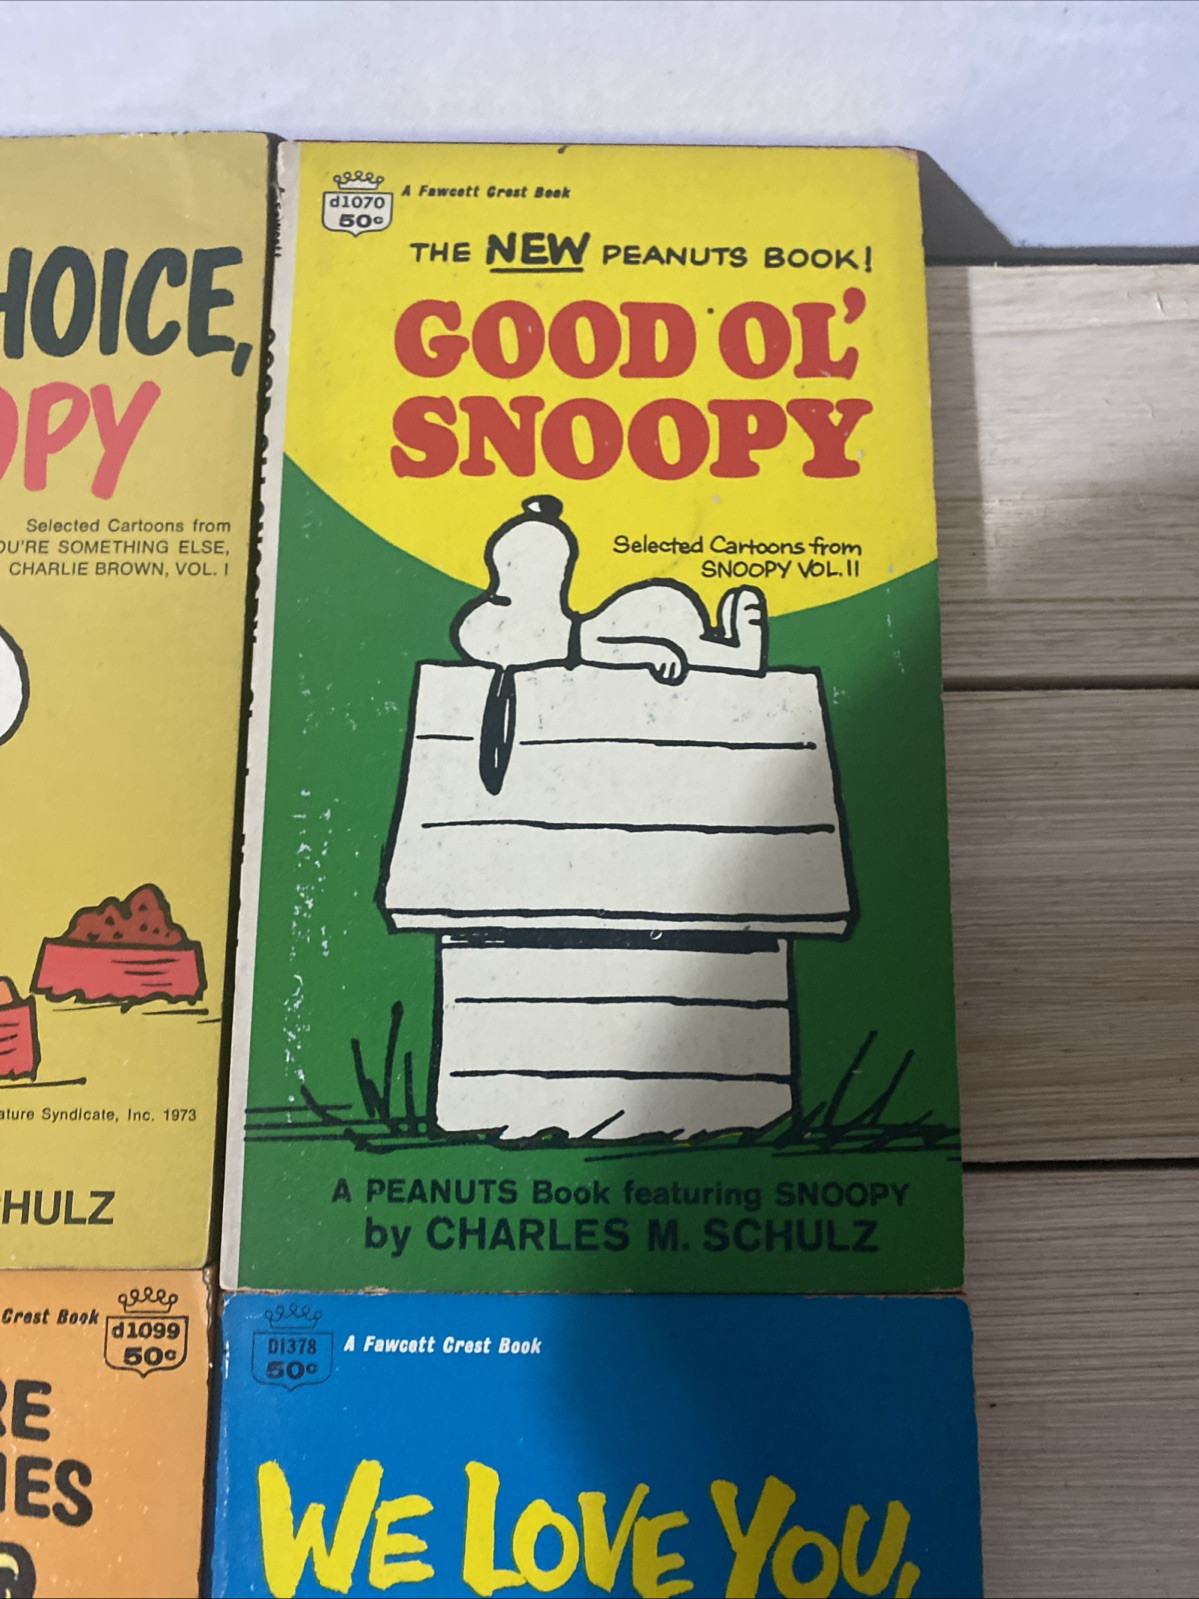 HOICE,
OPY
Selected Cartoons from
OU'RE SOMETHING ELSE,
CHARLIE BROWN, VOL. I
ature Syndicate, Inc. 1973
HULZ
d1070
50¢
A Fawcett Crest Book
THE NEW PEANUTS BOOK!
GOOD OL'
SNOOPY
Selected Cartoons from
SNOOPY VOL. II
A PEANUTS Book featuring SNOOPY
by CHARLES M. SCHULZ
Crest Book
d1099
50¢
RE
IES
D1378
50¢
A Fawcett Crest Book
WE LOVE YOU,